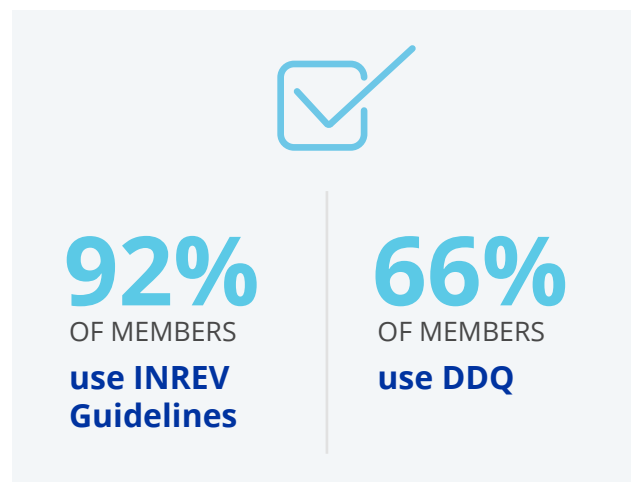 92%
OF MEMBERS
use INREV
Guidelines
66%
OF MEMBERS
use DDQ